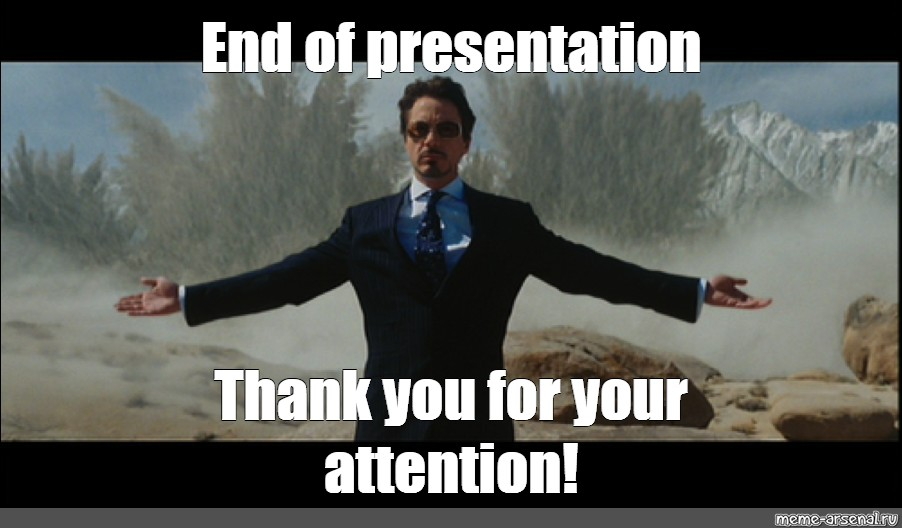 End of presentation
Thank you for your
attention!
meme-arsenal.ru